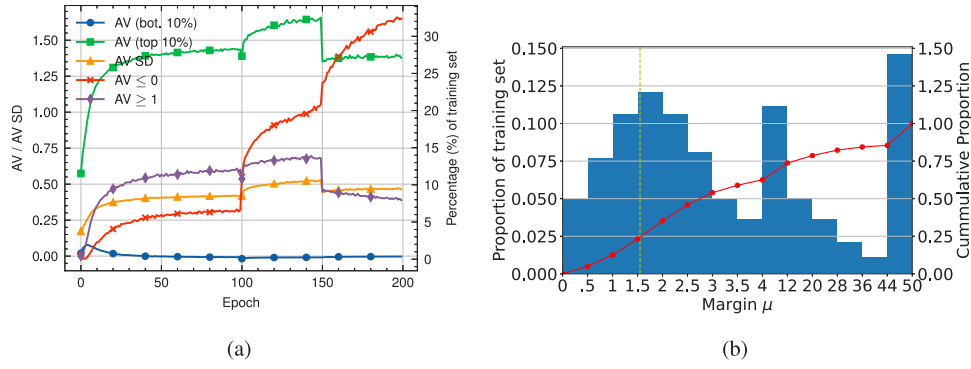 AV (bot. 10%)
AV (top 10%)
AV SD
AV ≤ 0
AV ≥ 1
1.50
1.25
1.00
0.75
0.50
0.25
0.00
AV / AV SD
30
25
20
15
10
5
0
Percentage (%) of training set
0 50 100 150 200
Epoch
(a)
0.150
0.125
0.100
0.075
0.050
0.025
0.000
Proportion of training set
1.50
1.25
1.00
0.75
0.50
0.25
0.00
Cummulative Proportion
0 .5 1 1.5 2 2.5 3 3.5 4 12 20 28 36 44 50
Margin μ
(b)